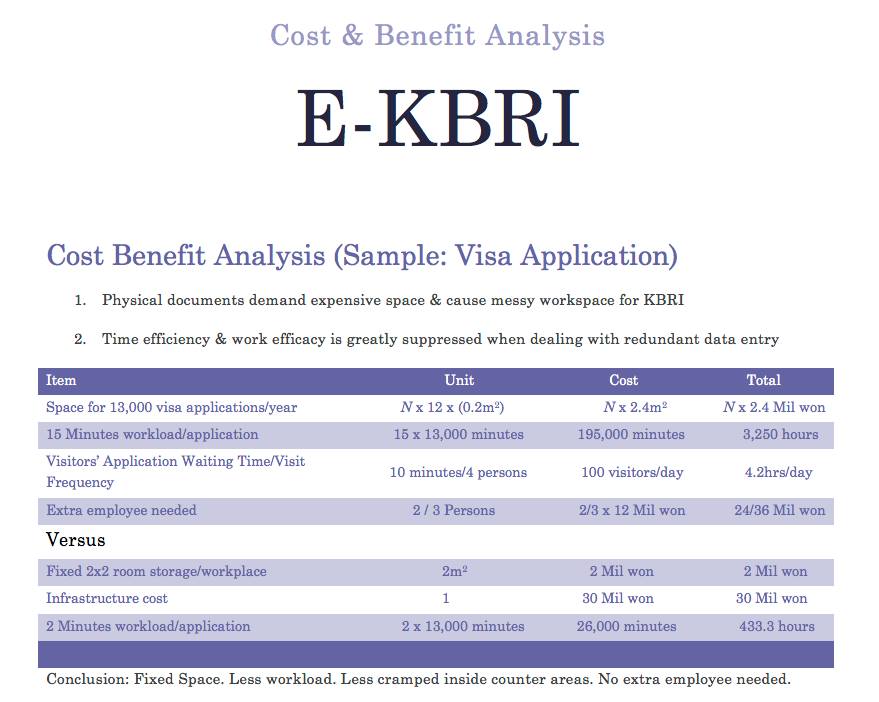 Cost & Benefit Analysis
E-KBRI
Cost Benefit Analysis (Sample: Visa Application)
1. Physical documents demand expensive space & cause messy workspace for KBRI
2. Time efficiency & work efficacy is greatly suppressed when dealing with redundant data entry
Item Unit Cost Total
Space for 13,000 visa applications/year N x 12 x (0.2m²) N x 2.4m² N x 2.4 Mil won
15 Minutes workload/application 15 x 13,000 minutes 195,000 minutes 3,250 hours
Visitors’ Application Waiting Time/Visit
Frequency 10 minutes/4 persons 100 visitors/day 4.2hrs/day
Extra employee needed 2 / 3 Persons 2/3 x 12 Mil won 24/36 Mil won
Versus
Fixed 2x2 room storage/workplace 2m² 2 Mil won 2 Mil won
Infrastructure cost 1 30 Mil won 30 Mil won
2 Minutes workload/application 2 x 13,000 minutes 26,000 minutes 433.3 hours
Conclusion: Fixed Space. Less workload. Less cramped inside counter areas. No extra employee needed.